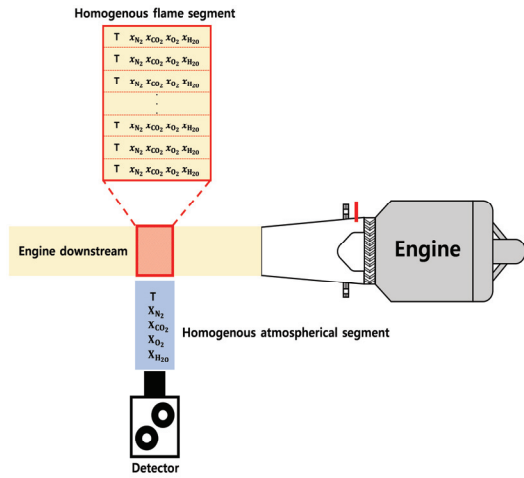 Homogenous flame segment
T x_N₂ x_CO₂ x_O₂ x_H₂O
T x_N₂ x_CO₂ x_O₂ x_H₂O
T x_N₂ x_CO₂ x_O₂ x_H₂O
⋮
T x_N₂ x_CO₂ x_O₂ x_H₂O
T x_N₂ x_CO₂ x_O₂ x_H₂O
T x_N₂ x_CO₂ x_O₂ x_H₂O
Engine downstream
Engine
T
X_N₂
X_CO₂
X_O₂
X_H₂O
Homogenous atmospherical segment
Detector